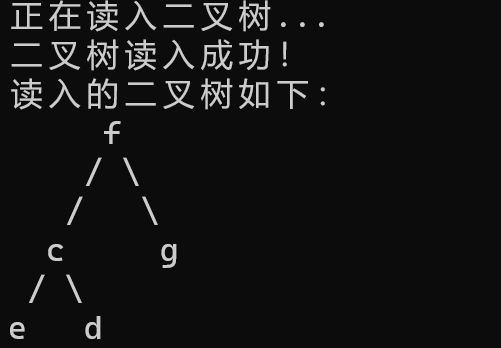 正在读入二叉树...
二叉树读入成功!
读入的二叉树如下:
     f
    / \
   /   \
  c     g
 / \
e   d